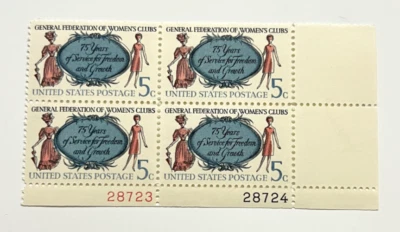 GENERAL FEDERATION OF WOMEN'S CLUBS
75 Years
of Service for Freedom
and Growth
5c
UNITED STATES POSTAGE
GENERAL FEDERATION OF WOMEN'S CLUBS
75 Years
of Service for Freedom
and Growth
5c
UNITED STATES POSTAGE
GENERAL FEDERATION OF WOMEN'S CLUBS
75 Years
of Service for Freedom
and Growth
5c
UNITED STATES POSTAGE
GENERAL FEDERATION OF WOMEN'S CLUBS
75 Years
of Service for Freedom
and Growth
5c
UNITED STATES POSTAGE
28723
28724